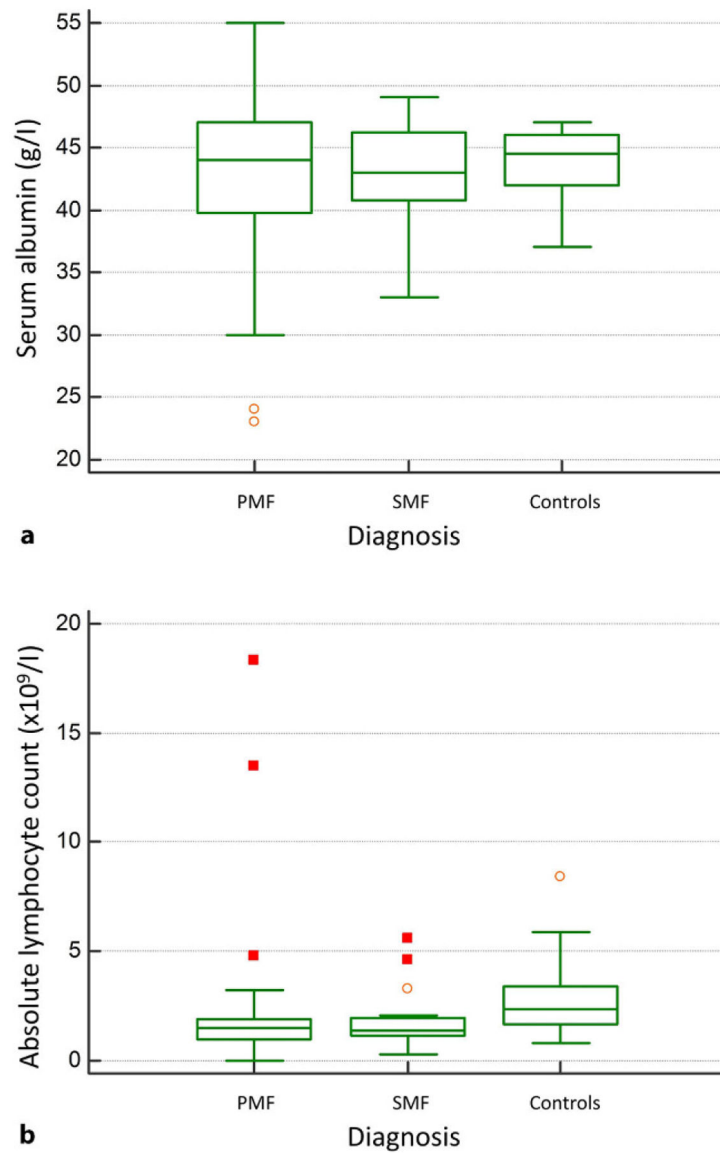 55
50
45
40
35
30
25
20
Serum albumin (g/l)
PMF
SMF
Controls
a
Diagnosis
20
15
10
5
0
Absolute lymphocyte count (x10⁹/l)
PMF
SMF
Controls
b
Diagnosis